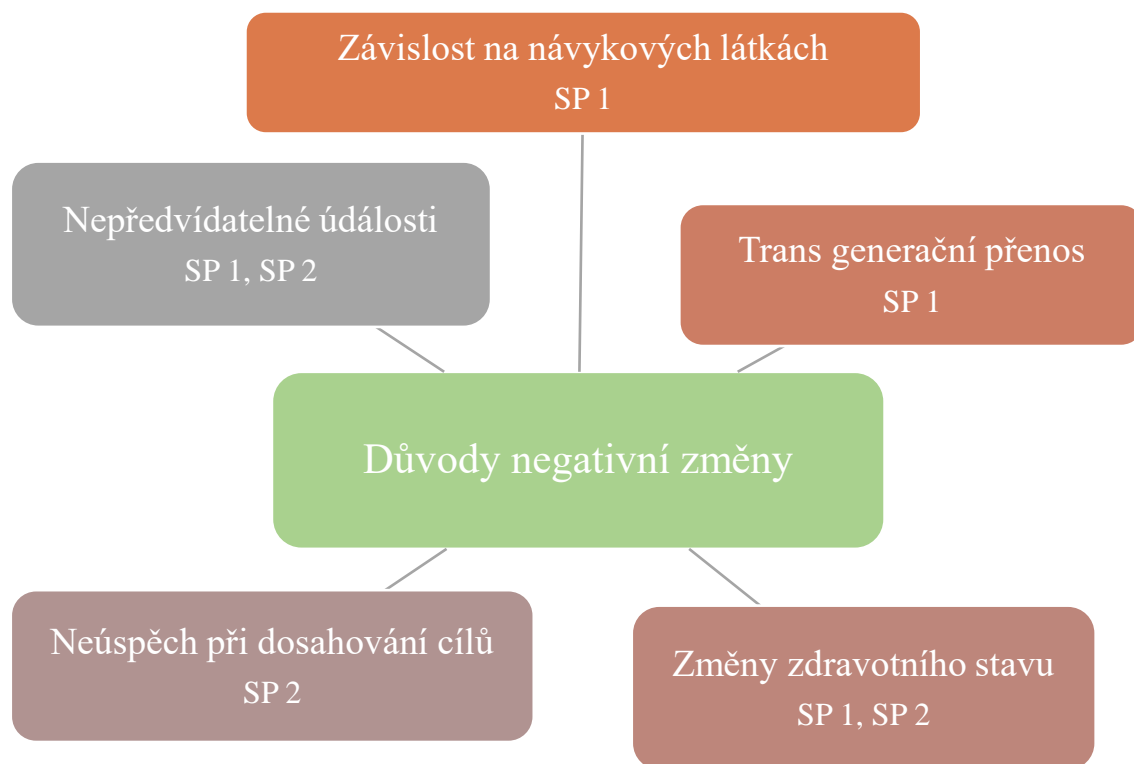 Závislost na návykových látkách
SP 1
Nepředvídatelné údálosti
SP 1, SP 2
Trans generační přenos
SP 1
Důvody negativní změny
Neúspěch při dosahování cílů
SP 2
Změny zdravotního stavu
SP 1, SP 2